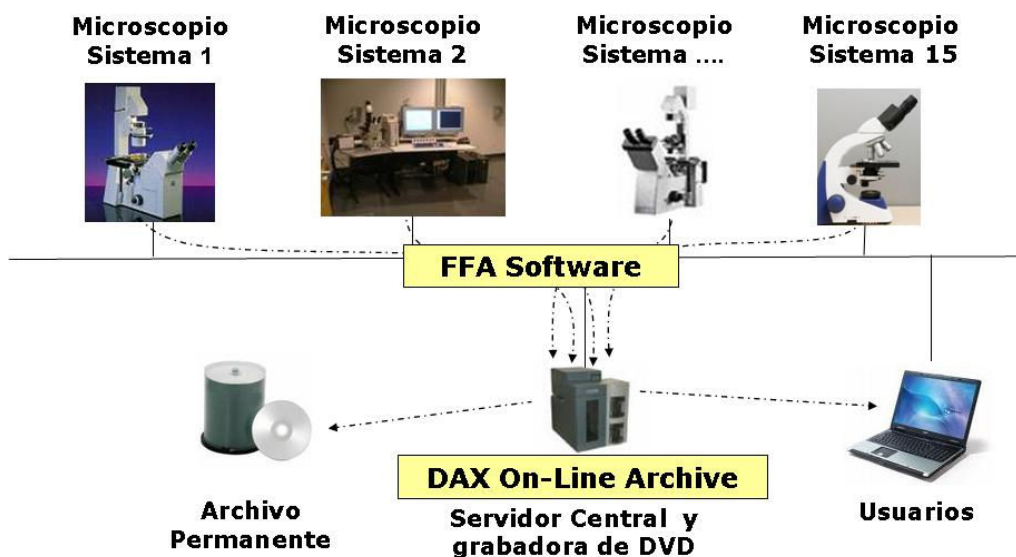 Microscopio
Sistema 1
Microscopio
Sistema 2
Microscopio
Sistema ....
Microscopio
Sistema 15
FFA Software
DAX On-Line Archive
Archivo
Permanente
Servidor Central y
grabadora de DVD
Usuarios